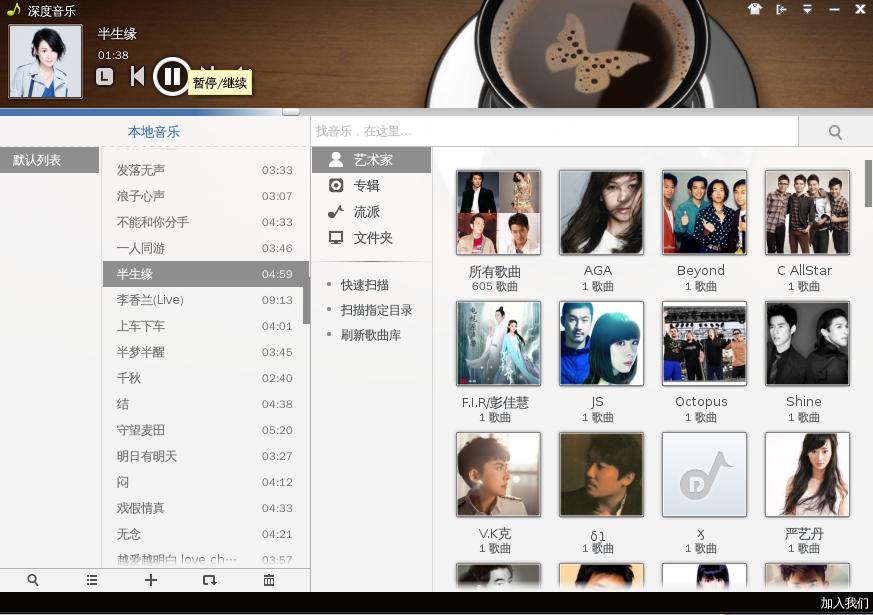 深度音乐
半生缘
01:38
L
暂停/继续
本地音乐
找音乐，在这里...
默认列表
发落无声 03:33
浪子心声 03:07
不能和你分手 04:33
一人同游 03:46
半生缘 04:59
李香兰(Live) 09:13
上车下车 04:01
半梦半醒 03:45
千秋 02:40
结 04:38
守望麦田 05:20
明日有明天 03:27
闷 04:12
戏假情真 04:33
无念 04:21
越爱越明白 love ch… 03:57
艺术家
专辑
流派
文件夹
快速扫描
扫描指定目录
刷新歌曲库
所有歌曲
605 歌曲
AGA
1 歌曲
Beyond
1 歌曲
C AllStar
1 歌曲
F.I.R/彭佳慧
1 歌曲
JS
1 歌曲
Octopus
1 歌曲
Shine
1 歌曲
V.K克
1 歌曲
δ1
1 歌曲
ӽ
1 歌曲
严艺丹
1 歌曲
加入我们